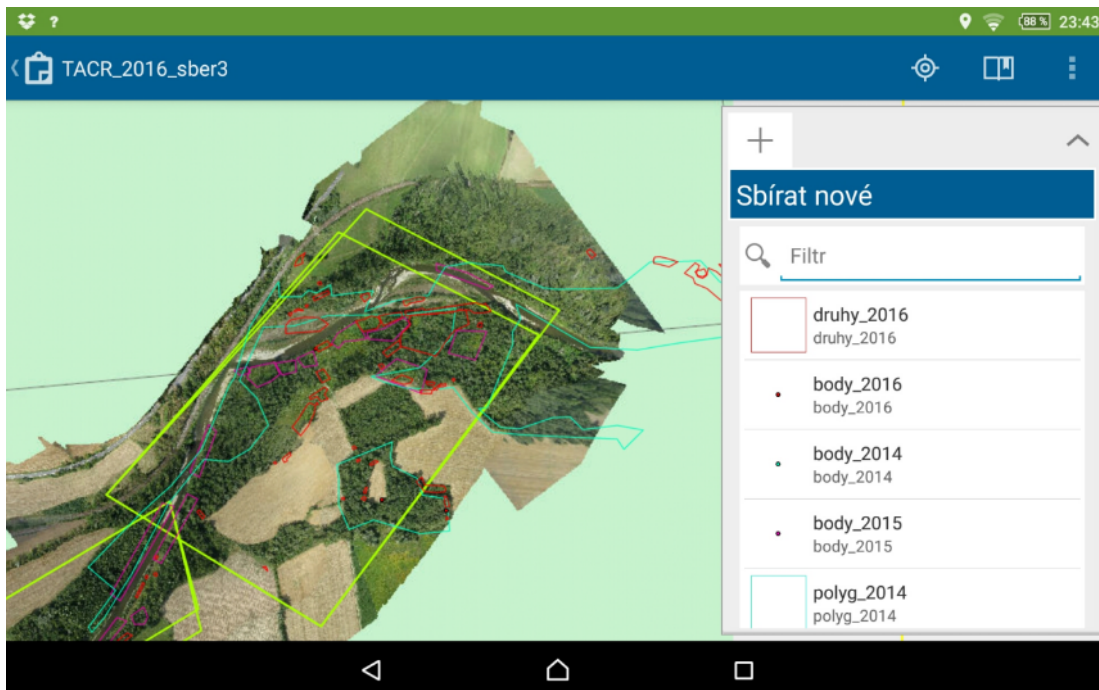 ?
88 %
23:43
TACR_2016_sber3
Sbírat nové
Filtr
druhy_2016
druhy_2016
body_2016
body_2016
body_2014
body_2014
body_2015
body_2015
polyg_2014
polyg_2014